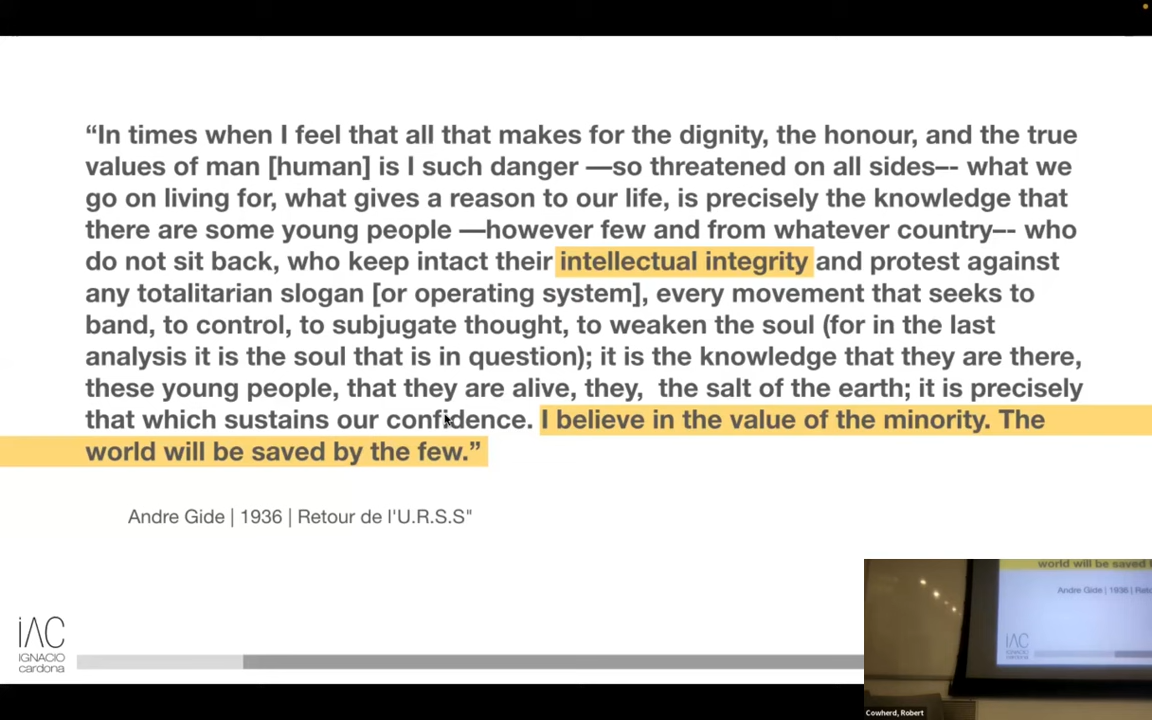 “In times when I feel that all that makes for the dignity, the honour, and the true
values of man [human] is I such danger —so threatened on all sides–- what we
go on living for, what gives a reason to our life, is precisely the knowledge that
there are some young people —however few and from whatever country–- who
do not sit back, who keep intact their intellectual integrity and protest against
any totalitarian slogan [or operating system], every movement that seeks to
band, to control, to subjugate thought, to weaken the soul (for in the last
analysis it is the soul that is in question); it is the knowledge that they are there,
these young people, that they are alive, they,  the salt of the earth; it is precisely
that which sustains our confidence. I believe in the value of the minority. The
world will be saved by the few.”
Andre Gide | 1936 | Retour de l'U.R.S.S"
iAC
IGNACIO
cardona
world will be saved
Andre Gide | 1936 | Reto
iAC
IGNACIO
cardona
Cowherd, Robert